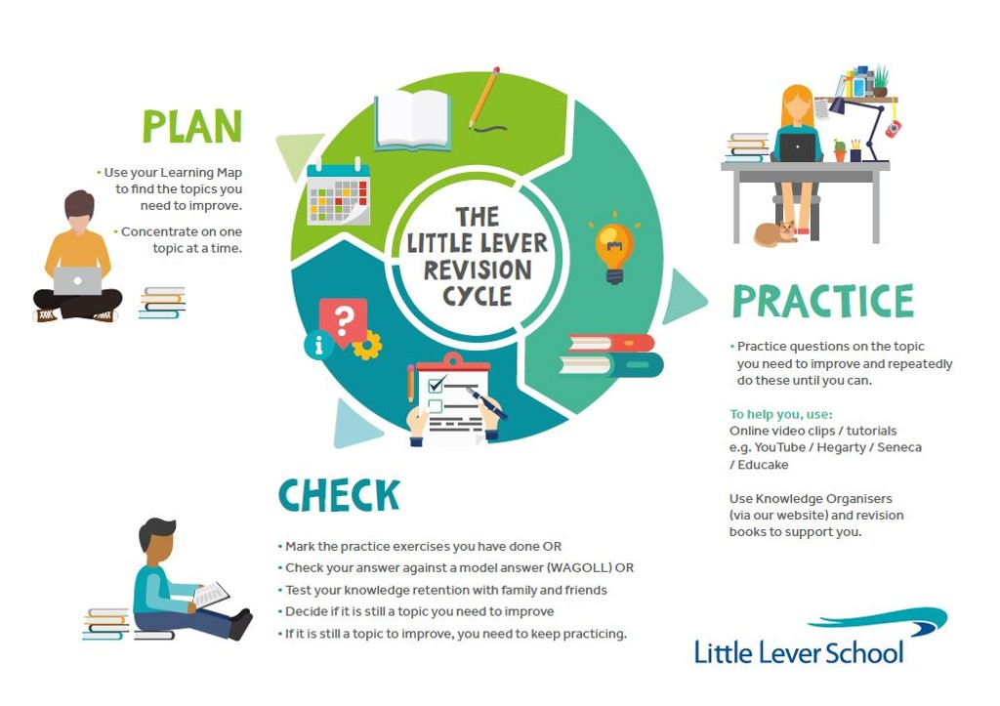 PLAN
• Use your Learning Map
to find the topics you
need to improve.
• Concentrate on one
topic at a time.
THE
LITTLE LEVER
REVISION
CYCLE
?
i
PRACTICE
• Practice questions on the topic
you need to improve and repeatedly
do these until you can.
To help you, use:
Online video clips / tutorials
e.g. YouTube / Hegarty / Seneca
/ Educake
Use Knowledge Organisers
(via our website) and revision
books to support you.
CHECK
• Mark the practice exercises you have done OR
• Check your answer against a model answer (WAGOLL) OR
• Test your knowledge retention with family and friends
• Decide if it is still a topic you need to improve
• If it is still a topic to improve, you need to keep practicing.
Little Lever School